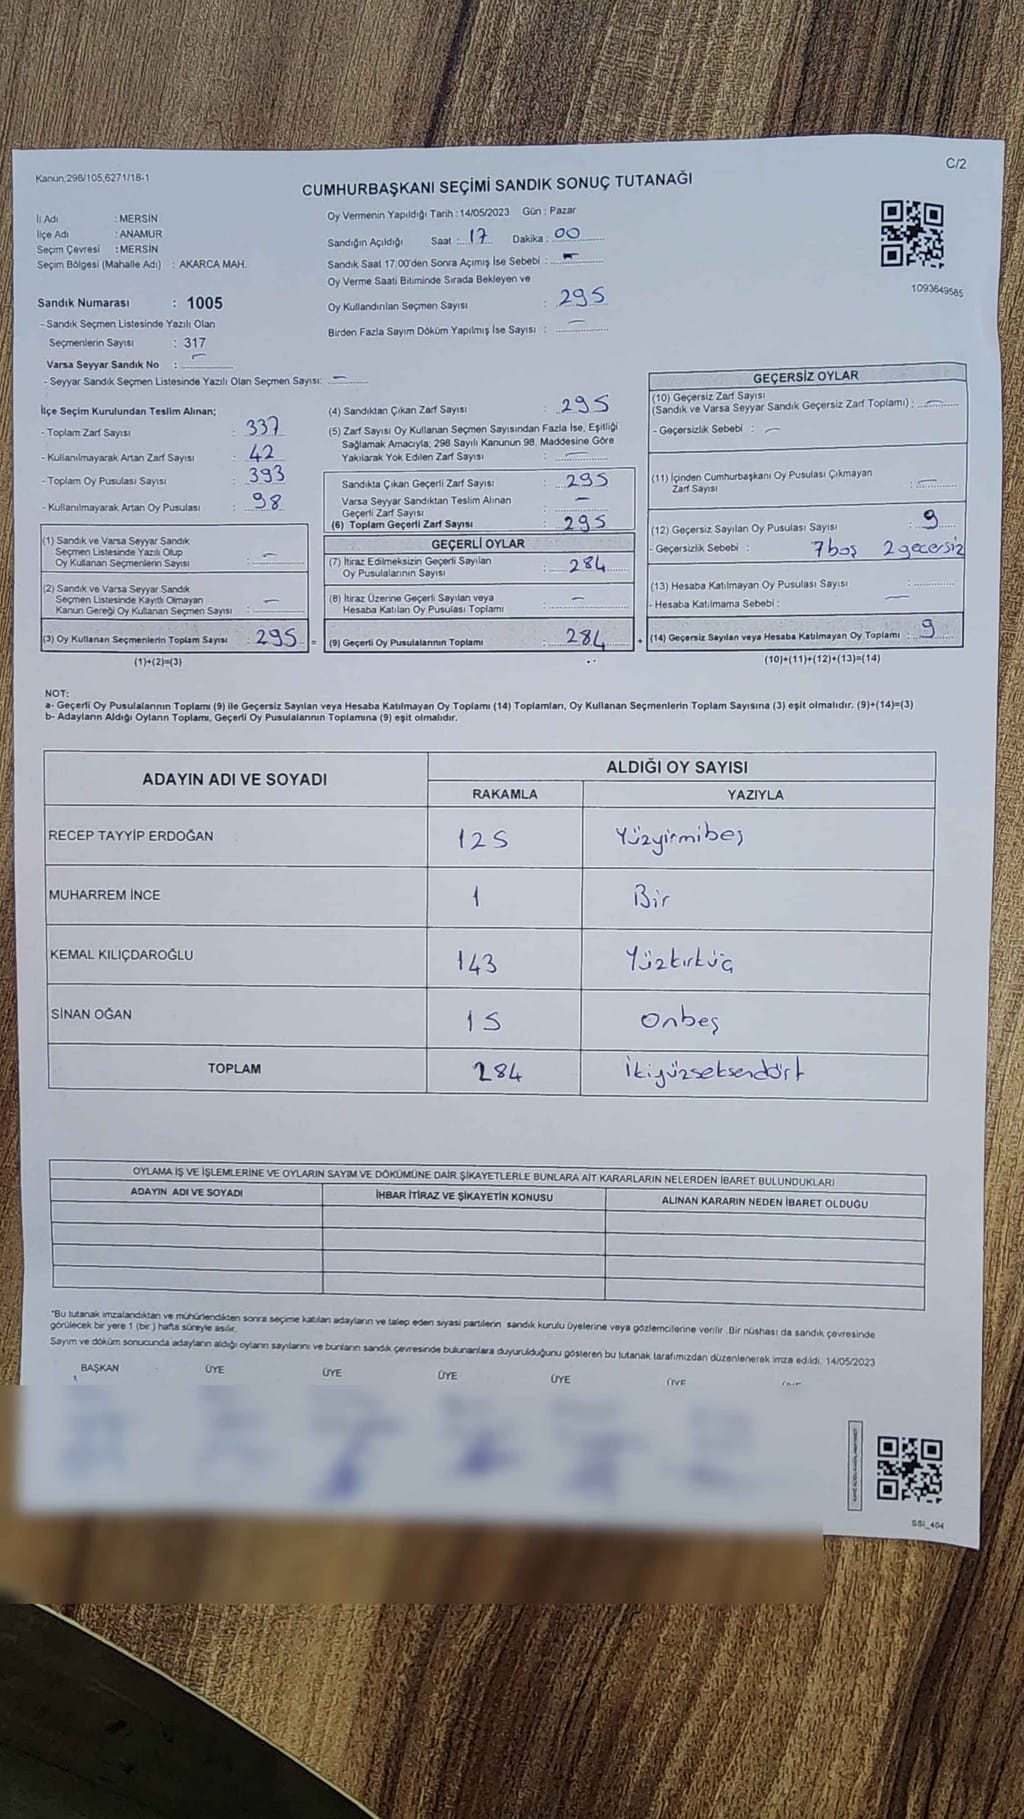 Kanun;298/105,6271/18-1
C/2
CUMHURBAŞKANI SEÇİMİ SANDIK SONUÇ TUTANAĞI
İl Adı : MERSİN
İlçe Adı : ANAMUR
Seçim Çevresi : MERSİN
Seçim Bölgesi (Mahalle Adı) : AKARCA MAH.
Sandık Numarası : 1005
- Sandık Seçmen Listesinde Yazılı Olan
Seçmenlerin Sayısı : 317
Varsa Seyyar Sandık No : –
- Seyyar Sandık Seçmen Listesinde Yazılı Olan Seçmen Sayısı: –
Oy Vermenin Yapıldığı Tarih : 14/05/2023 Gün : Pazar
Sandığın Açıldığı Saat : 17 Dakika : 00
Sandık Saat 17:00'den Sonra Açımış İse Sebebi : –
Oy Verme Saati Bitiminde Sırada Bekleyen ve
Oy Kullandırılan Seçmen Sayısı : 295
Birden Fazla Sayım Döküm Yapılmış İse Sayısı : –
1093649585
İlçe Seçim Kurulundan Teslim Alınan;
- Toplam Zarf Sayısı : 337
- Kullanılmayarak Artan Zarf Sayısı : 42
- Toplam Oy Pusulası Sayısı : 393
- Kullanılmayarak Artan Oy Pusulası : 98
(1) Sandık ve Varsa Seyyar Sandık
Seçmen Listesinde Yazılı Olup
Oy Kullanan Seçmenlerin Sayısı : –
(2) Sandık ve Varsa Seyyar Sandık
Seçmen Listesinde Kayıtlı Olmayan
Kanun Gereği Oy Kullanan Seçmen Sayısı : –
(3) Oy Kullanan Seçmenlerin Toplam Sayısı : 295 =
(1)+(2)=(3)
(4) Sandıktan Çıkan Zarf Sayısı : 295
(5) Zarf Sayısı Oy Kullanan Seçmen Sayısından Fazla İse, Eşitliği
Sağlamak Amacıyla; 298 Sayılı Kanunun 98. Maddesine Göre
Yakılarak Yok Edilen Zarf Sayısı : –
Sandıkta Çıkan Geçerli Zarf Sayısı : 295
Varsa Seyyar Sandıktan Teslim Alınan
Geçerli Zarf Sayısı : –
(6) Toplam Geçerli Zarf Sayısı : 295
GEÇERLİ OYLAR
(7) İtiraz Edilmeksizin Geçerli Sayılan
Oy Pusulalarının Sayısı : 284
(8) İtiraz Üzerine Geçerli Sayılan veya
Hesaba Katılan Oy Pusulası Toplamı : –
(9) Geçerli Oy Pusulalarının Toplamı : 284 +
GEÇERSİZ OYLAR
(10) Geçersiz Zarf Sayısı
(Sandık ve Varsa Seyyar Sandık Geçersiz Zarf Toplamı) : –
- Geçersizlik Sebebi : –
(11) İçinden Cumhurbaşkanı Oy Pusulası Çıkmayan
Zarf Sayısı : –
(12) Geçersiz Sayılan Oy Pusulası Sayısı : 9
- Geçersizlik Sebebi : 7 boş 2 gecersiz
(13) Hesaba Katılmayan Oy Pusulası Sayısı :
- Hesaba Katılmama Sebebi : –
(14) Geçersiz Sayılan veya Hesaba Katılmayan Oy Toplamı : 9
(10)+(11)+(12)+(13)=(14)
NOT:
a- Geçerli Oy Pusulalarının Toplamı (9) ile Geçersiz Sayılan veya Hesaba Katılmayan Oy Toplamı (14) Toplamları, Oy Kullanan Seçmenlerin Toplam Sayısına (3) eşit olmalıdır. (9)+(14)=(3)
b- Adayların Aldığı Oyların Toplamı, Geçerli Oy Pusulalarının Toplamına (9) eşit olmalıdır.
ADAYIN ADI VE SOYADI
ALDIĞI OY SAYISI
RAKAMLA YAZIYLA
RECEP TAYYİP ERDOĞAN 125 Yüzyirmibeş
MUHARREM İNCE 1 Bir
KEMAL KILIÇDAROĞLU 143 Yüzkırküç
SİNAN OĞAN 15 Onbeş
TOPLAM 284 İkiyüzseksendört
OYLAMA İŞ VE İŞLEMLERİNE VE OYLARIN SAYIM VE DÖKÜMÜNE DAİR ŞİKAYETLERLE BUNLARA AİT KARARLARIN NELERDEN İBARET BULUNDUKLARI
ADAYIN ADI VE SOYADI İHBAR İTİRAZ VE ŞİKAYETİN KONUSU ALINAN KARARIN NEDEN İBARET OLDUĞU
*Bu tutanak imzalandıktan ve mühürlendikten sonra seçime katılan adayların ve talep eden siyasi partilerin sandık kurulu üyelerine veya gözlemcilerine verilir. Bir nüshası da sandık çevresinde
görülecek bir yere 1 (bir) hafta süreyle asılır.
Sayım ve döküm sonucunda adayların aldığı oyların sayılarını ve bunların sandık çevresinde bulunanlara duyurulduğunu gösteren bu tutanak tarafımızdan düzenlenerek imza edildi. 14/05/2023
BAŞKAN ÜYE ÜYE ÜYE ÜYE ÜYE
SSI_404